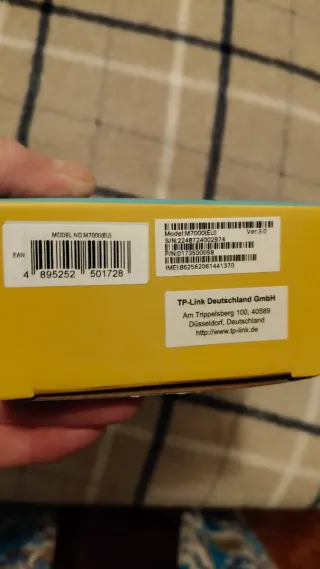 MODEL NO M7000(EU)
EAN
4 895252 501728
Model:M7000(EU) Ver:3.0
S/N:2248724002974
P/N:0173500058
IMEI:862582061441370
TP-Link Deutschland GmbH
Am Trippelsberg 100, 40589
Düsseldorf, Deutschland
http://www.tp-link.de